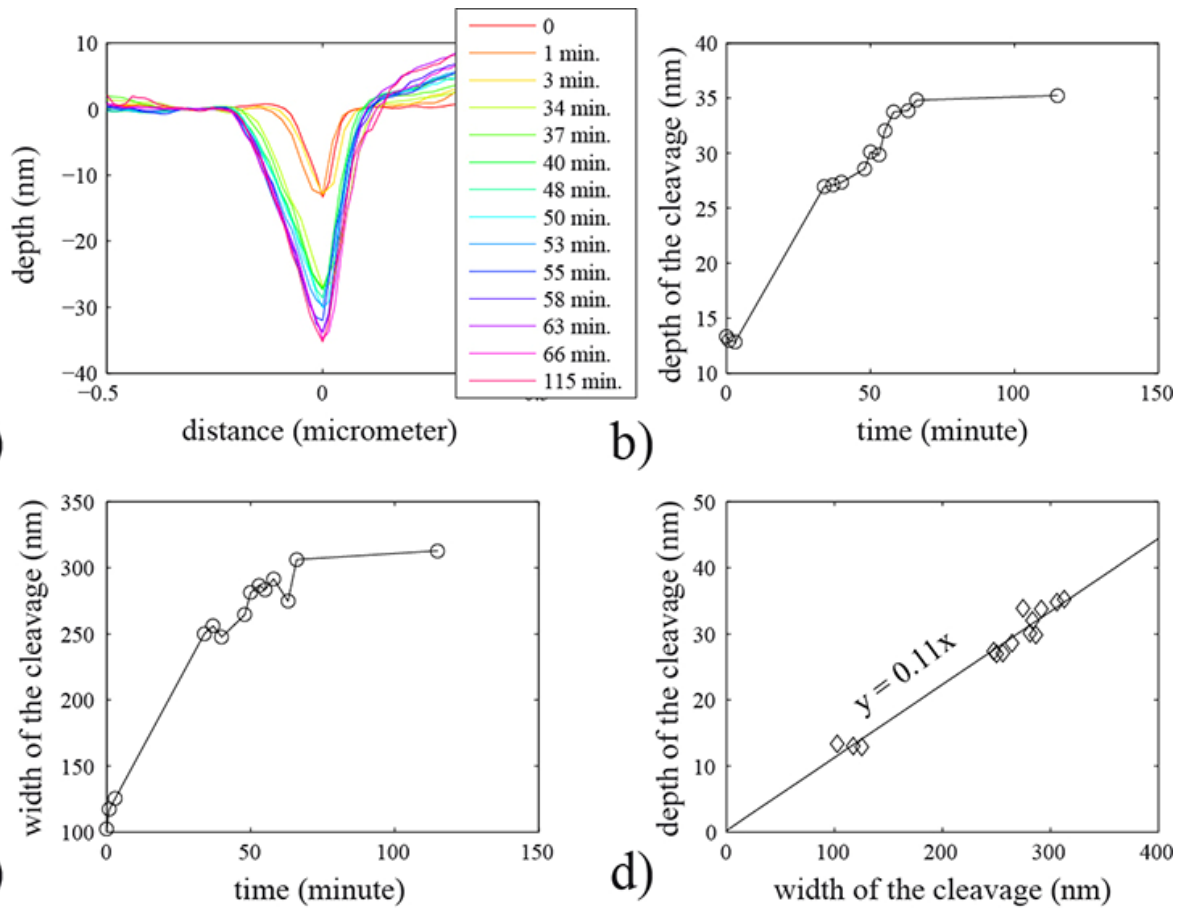 10
0
−10
−20
−30
−40
−0.5
0
depth (nm)
distance (micrometer)
0
1 min.
3 min.
34 min.
37 min.
40 min.
48 min.
50 min.
53 min.
55 min.
58 min.
63 min.
66 min.
115 min.
)
40
35
30
25
20
15
10
0
50
100
150
depth of the cleavage (nm)
time (minute)
b)
350
300
250
200
150
100
0
50
100
150
width of the cleavage (nm)
time (minute)
)
50
40
30
20
10
0
0
100
200
300
400
depth of the cleavage (nm)
y = 0.11x
width of the cleavage (nm)
d)